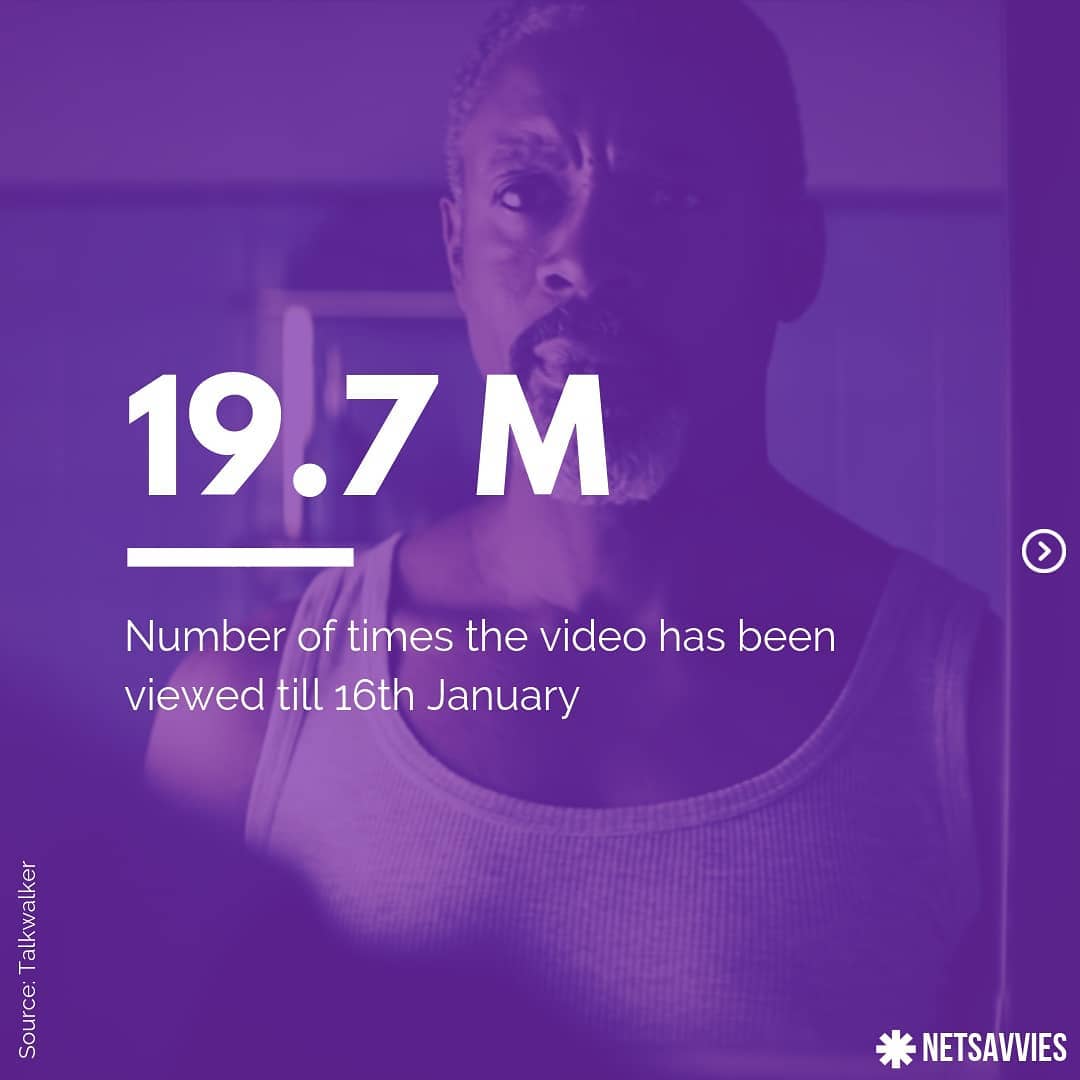 19.7 M
Number of times the video has been
viewed till 16th January
Source: Talkwalker
NETSAVVIES